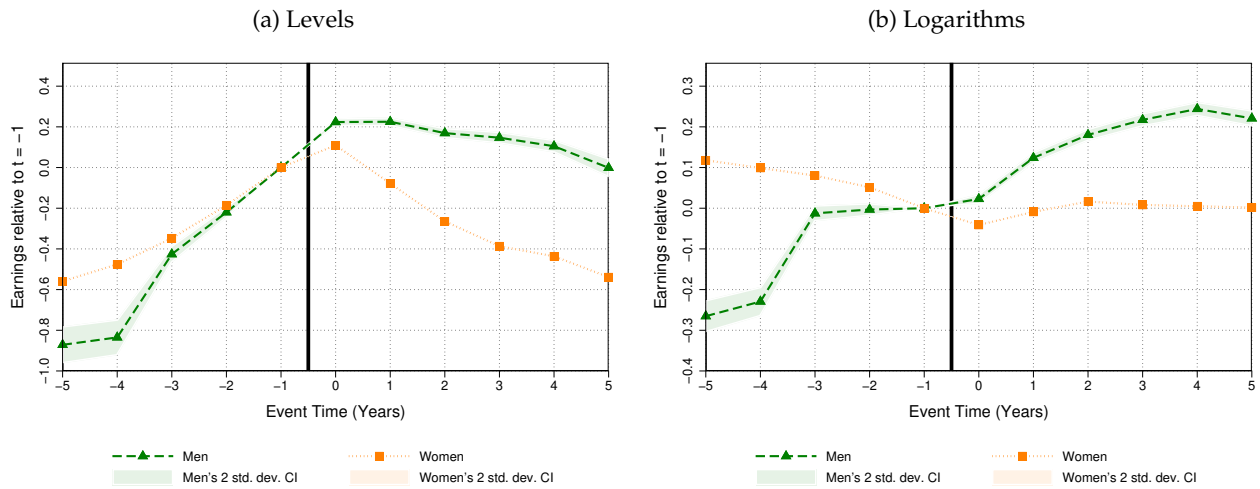 (a) Levels
Earnings relative to t = −1
0.4
0.2
0.0
−0.2
−0.4
−0.6
−0.8
−1.0
−5 −4 −3 −2 −1 0 1 2 3 4 5
Event Time (Years)
Men
Women
Men's 2 std. dev. CI
Women's 2 std. dev. CI
(b) Logarithms
Earnings relative to t = −1
0.3
0.2
0.1
0.0
−0.1
−0.2
−0.3
−0.4
−5 −4 −3 −2 −1 0 1 2 3 4 5
Event Time (Years)
Men
Women
Men's 2 std. dev. CI
Women's 2 std. dev. CI